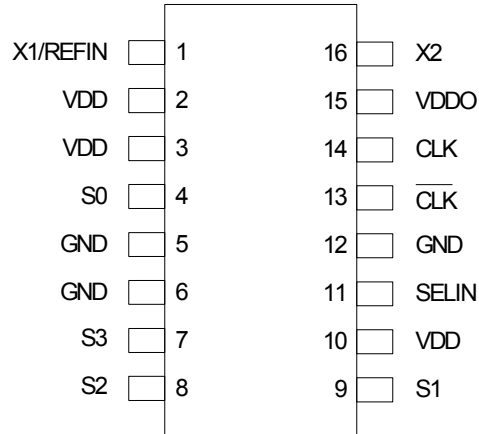 X1/REFIN 1 16 X2
VDD 2 15 VDDO
VDD 3 14 CLK
S0 4 13 C̅L̅K̅
GND 5 12 GND
GND 6 11 SELIN
S3 7 10 VDD
S2 8 9 S1